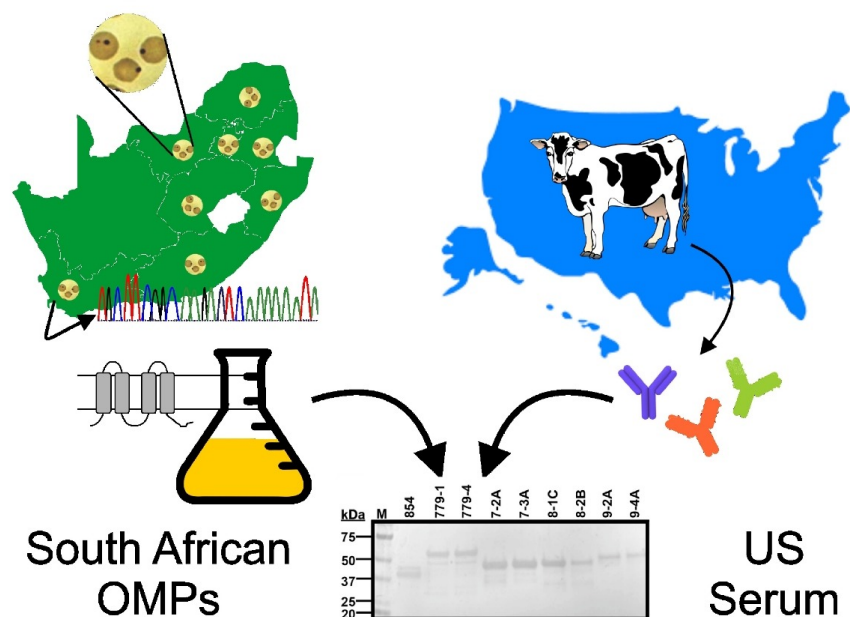 kDa
M
854
779-1
779-4
7-2A
7-3A
8-1C
8-2B
9-2A
9-4A
75
50
37
25
20
South African
OMPs
US
Serum